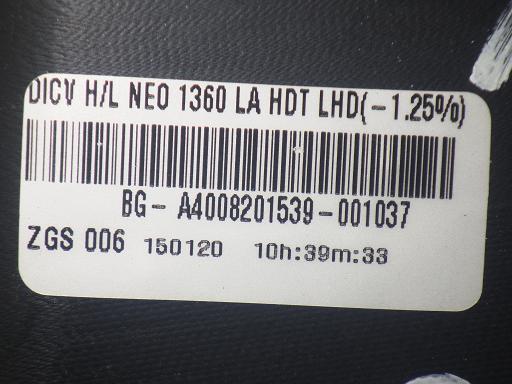 DICV H/L NEO 1360 LA HDT LHD(-1.25%)
BG- A4008201539-001037
ZGS 006 150120 10h:39m:33